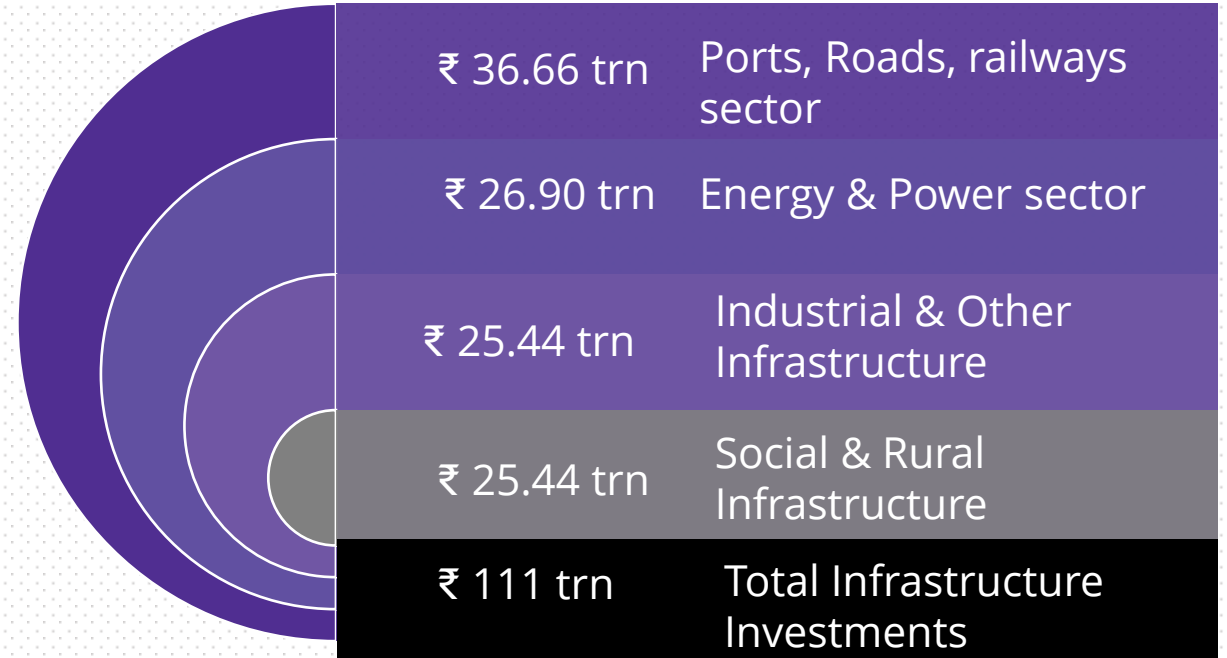 ₹ 36.66 trn
Ports, Roads, railways
sector
₹ 26.90 trn
Energy & Power sector
₹ 25.44 trn
Industrial & Other
Infrastructure
₹ 25.44 trn
Social & Rural
Infrastructure
₹ 111 trn
Total Infrastructure
Investments